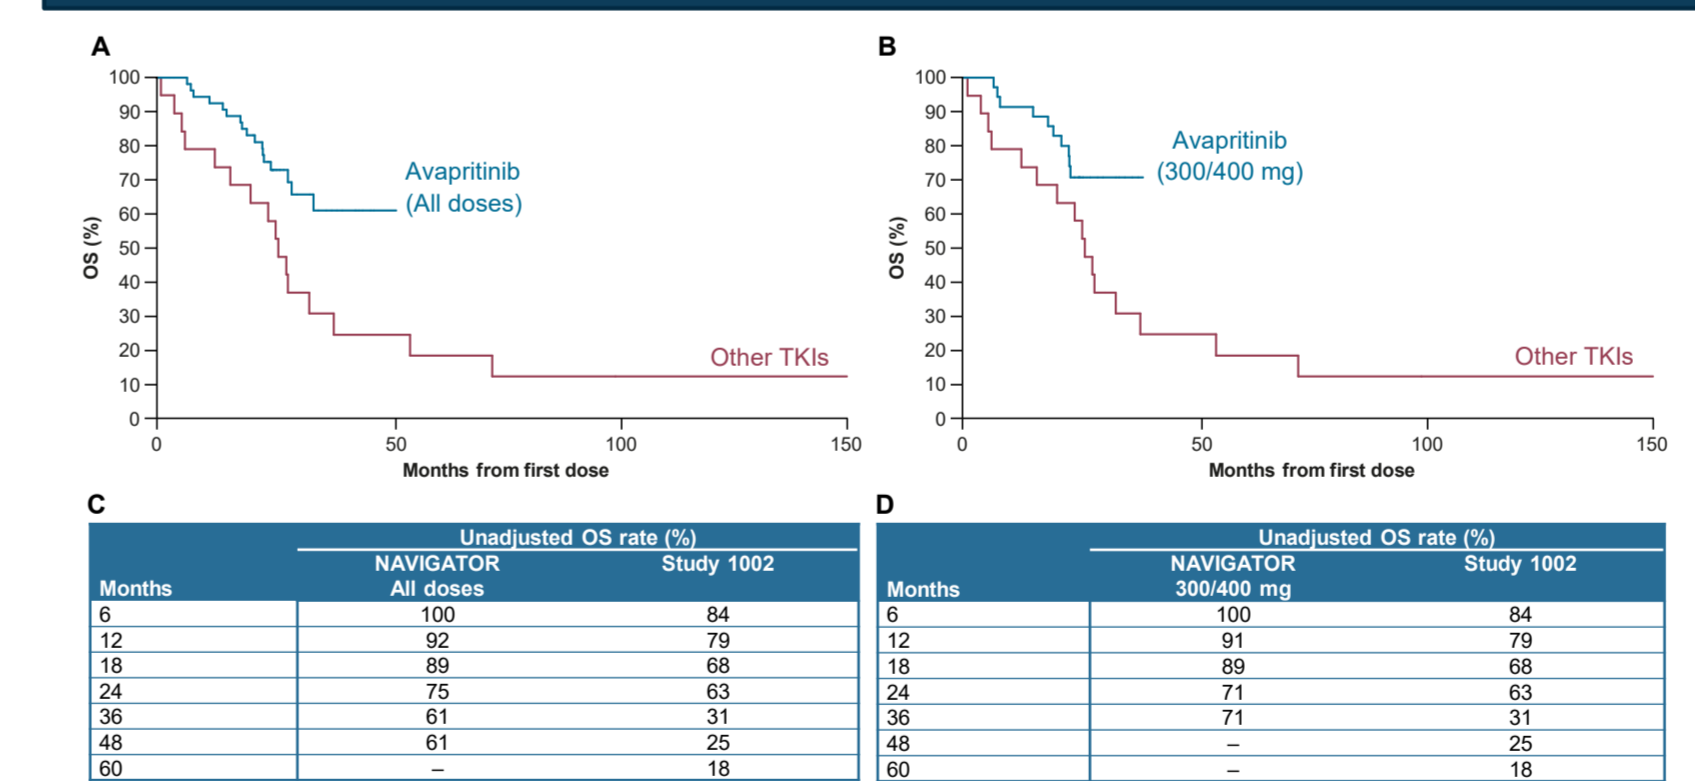 A
100
90
80
70
60
50
40
30
20
10
0
OS (%)
Avapritinib
(All doses)
Other TKIs
0 50 100 150
Months from first dose
B
100
90
80
70
60
50
40
30
20
10
0
OS (%)
Avapritinib
(300/400 mg)
Other TKIs
0 50 100 150
Months from first dose
C
Unadjusted OS rate (%)
NAVIGATOR Study 1002
Months All doses
6 100 84
12 92 79
18 89 68
24 75 63
36 61 31
48 61 25
60 – 18
D
Unadjusted OS rate (%)
NAVIGATOR Study 1002
Months 300/400 mg
6 100 84
12 91 79
18 89 68
24 71 63
36 71 31
48 – 25
60 – 18